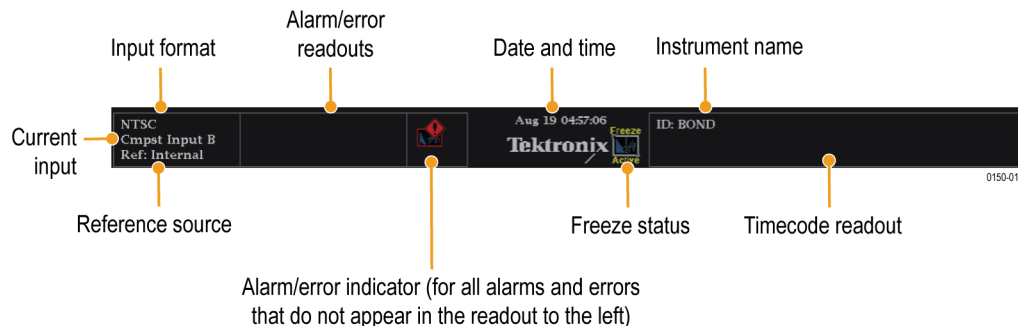 Alarm/error
readouts
Input format
Date and time
Instrument name
NTSC
Cmpst Input B
Ref: Internal
Aug 19 04:57:06
Tektronix
Freeze
Active
ID: BOND
Current
input
0150-01
Reference source
Freeze status
Timecode readout
Alarm/error indicator (for all alarms and errors
that do not appear in the readout to the left)